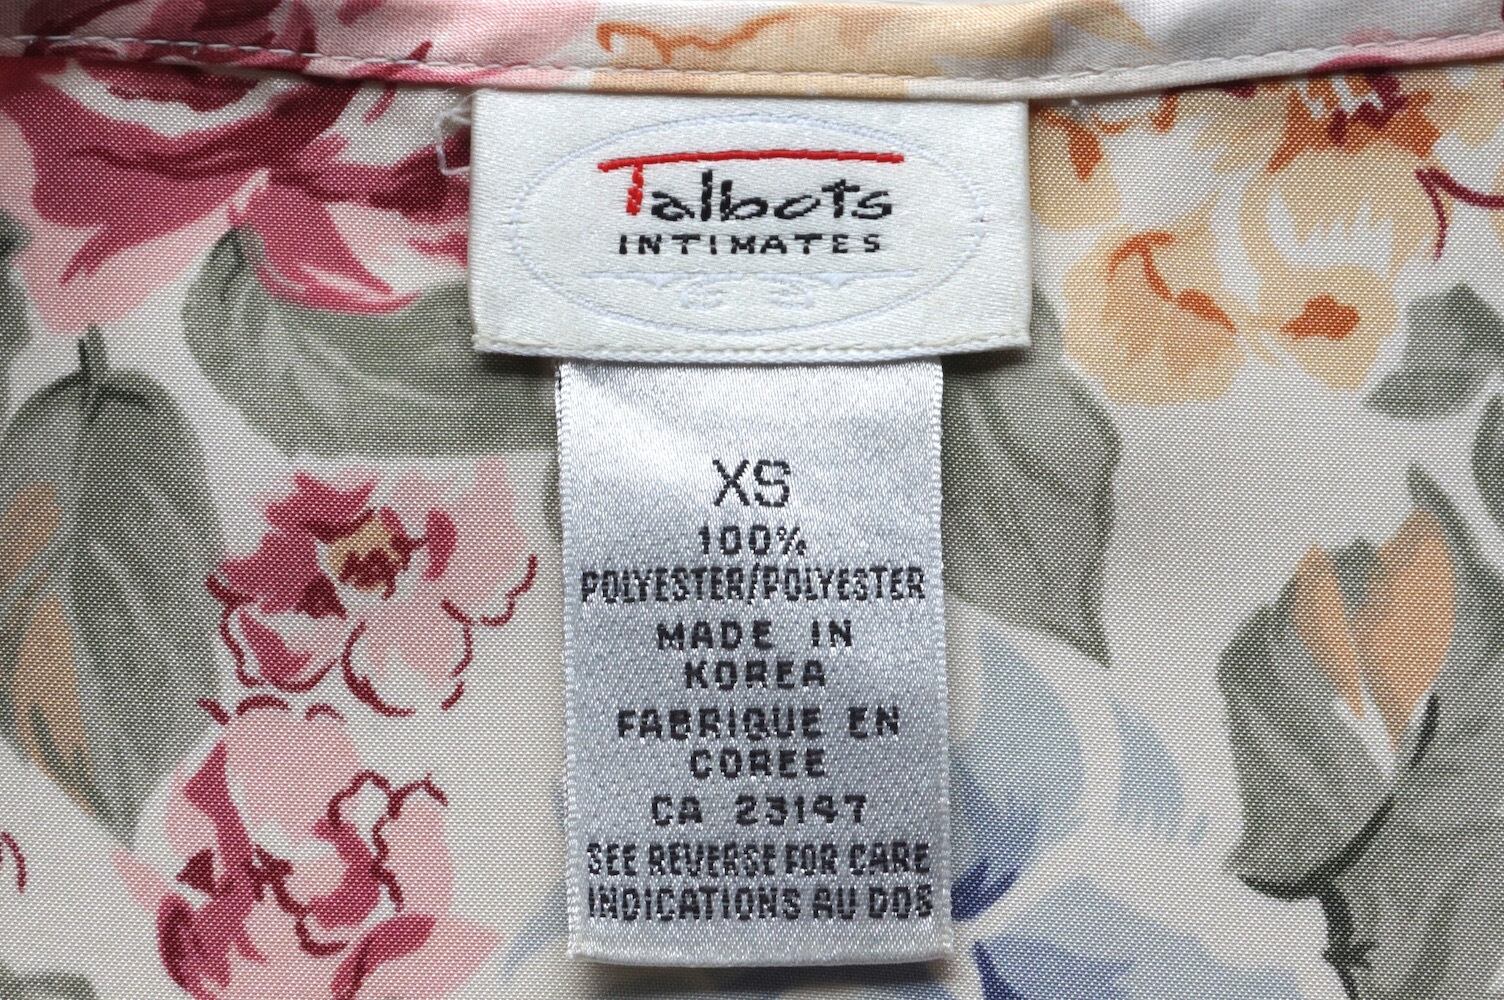 Talbots
INTIMATES
XS
100%
POLYESTER/POLYESTER
MADE IN
KOREA
FABRIQUE EN
COREE
CA 23147
SEE REVERSE FOR CARE
INDICATIONS AU DOS